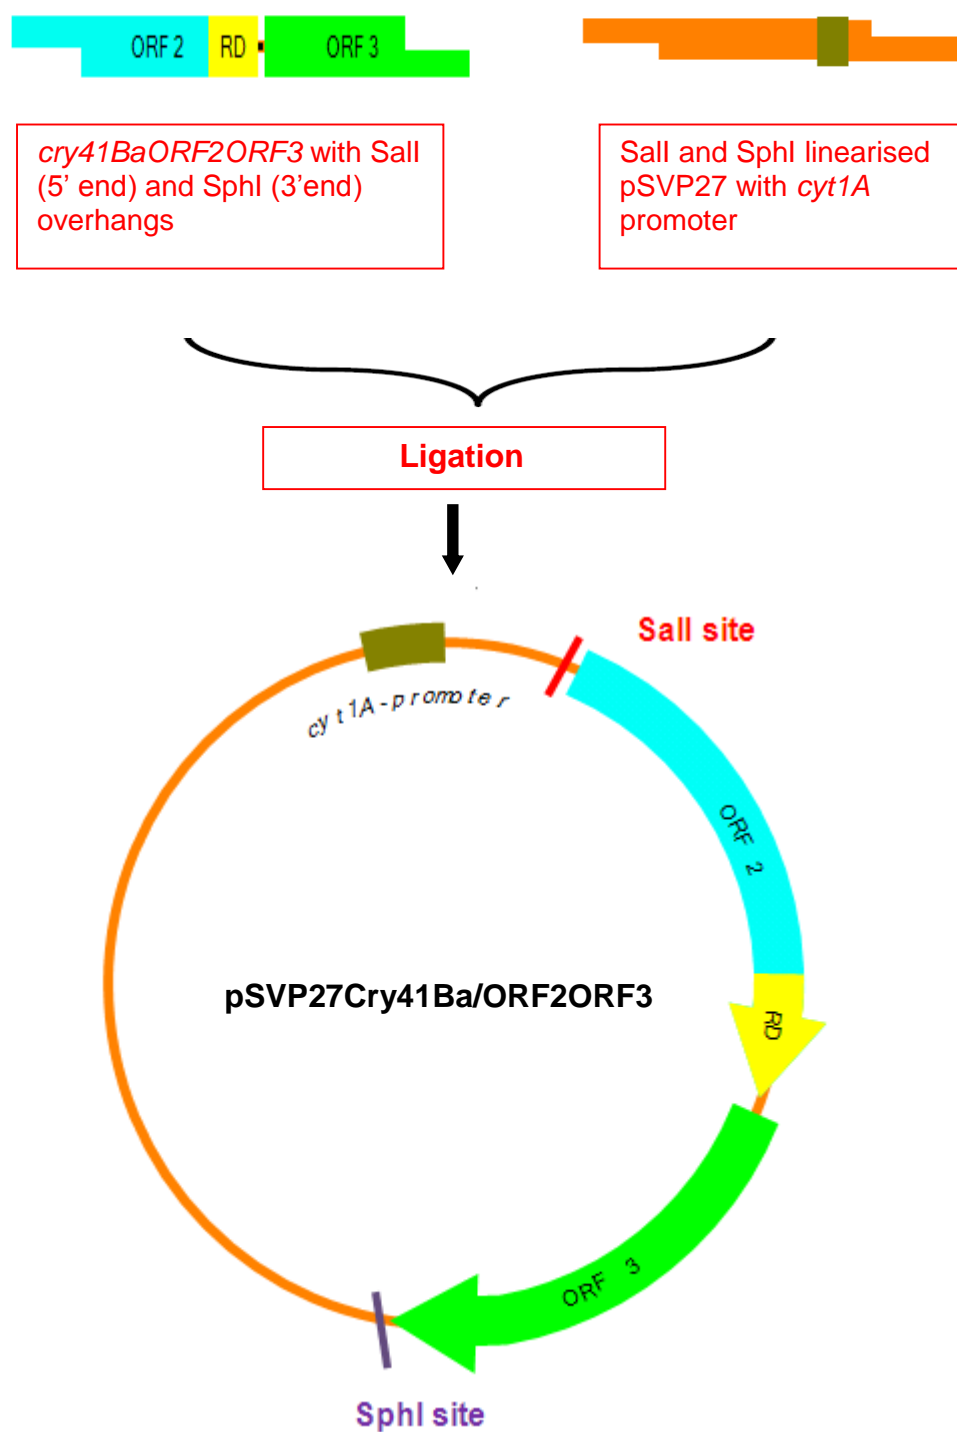 ORF 2 RD ORF 3
cry41BaORF2ORF3 with SalI
(5' end) and SphI (3'end)
overhangs
SalI and SphI linearised
pSVP27 with cyt1A
promoter
Ligation
SalI site
cyt1A-promoter
ORF 2
RD
pSVP27Cry41Ba/ORF2ORF3
ORF 3
SphI site